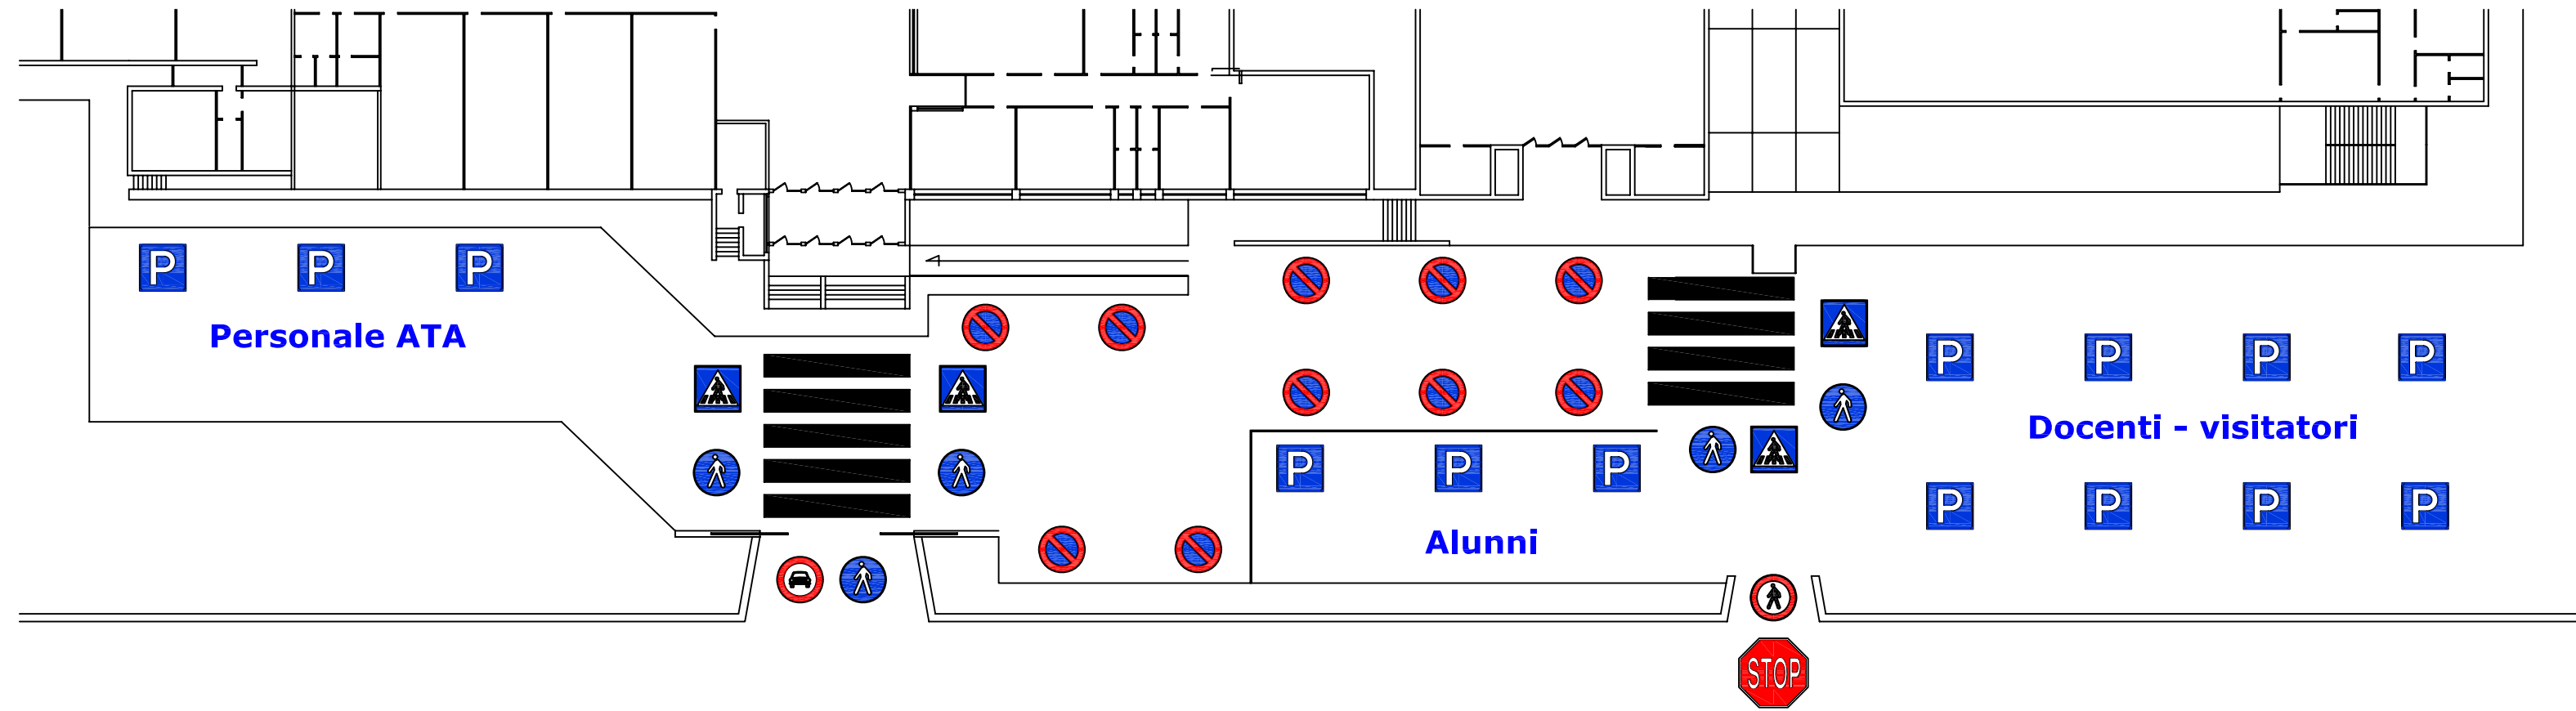 P P P
Personale ATA
P P P P
Docenti - visitatori
P P P
P P P P
Alunni
STOP